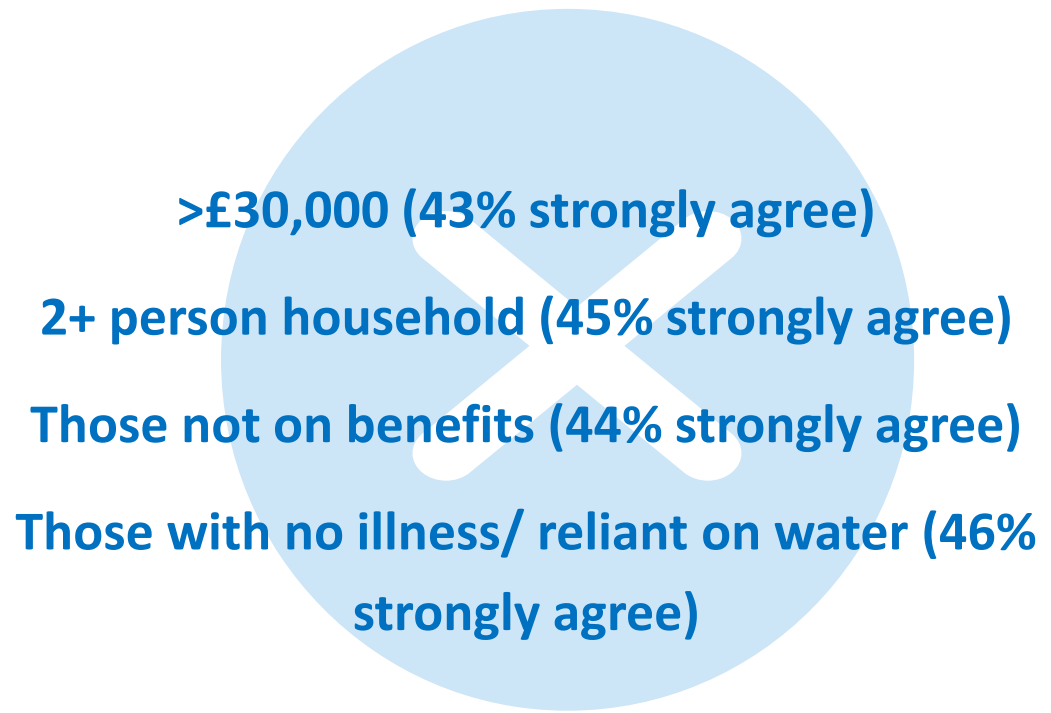 >£30,000 (43% strongly agree)
2+ person household (45% strongly agree)
Those not on benefits (44% strongly agree)
Those with no illness/ reliant on water (46%
strongly agree)